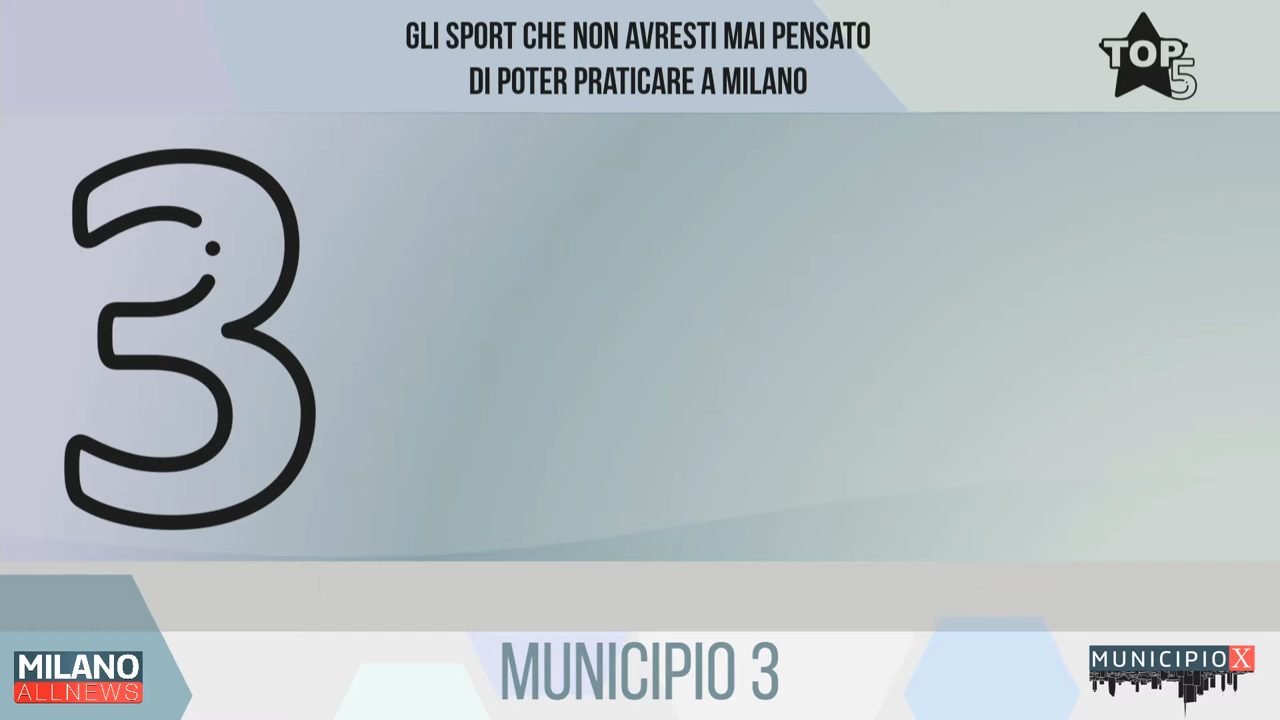 GLI SPORT CHE NON AVRESTI MAI PENSATO
DI POTER PRATICARE A MILANO
TOP
5
3
MUNICIPIO 3
MILANO
ALLNEWS
MUNICIPIO X